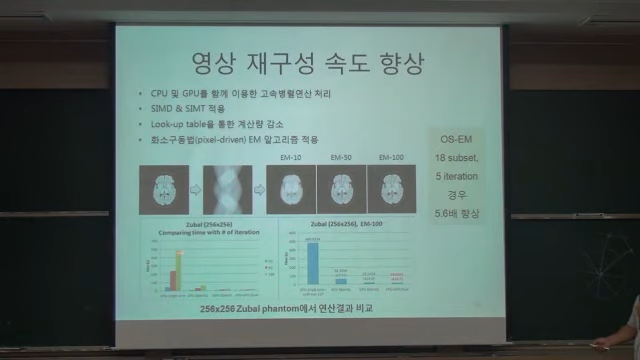 영상 재구성 속도 향상
• CPU 및 GPU를 함께 이용한 고속병렬연산 처리
• SIMD & SIMT 적용
• Look-up table을 통한 계산량 감소
• 화소구동법(pixel-driven) EM 알고리즘 적용
EM-10 EM-50 EM-100
OS-EM
18 subset,
5 iteration
경우
5.6배 향상
Zubal (256x256)
Comparing time with # of iteration
Zubal (256x256), EM-100
256x256 Zubal phantom에서 연산결과 비교